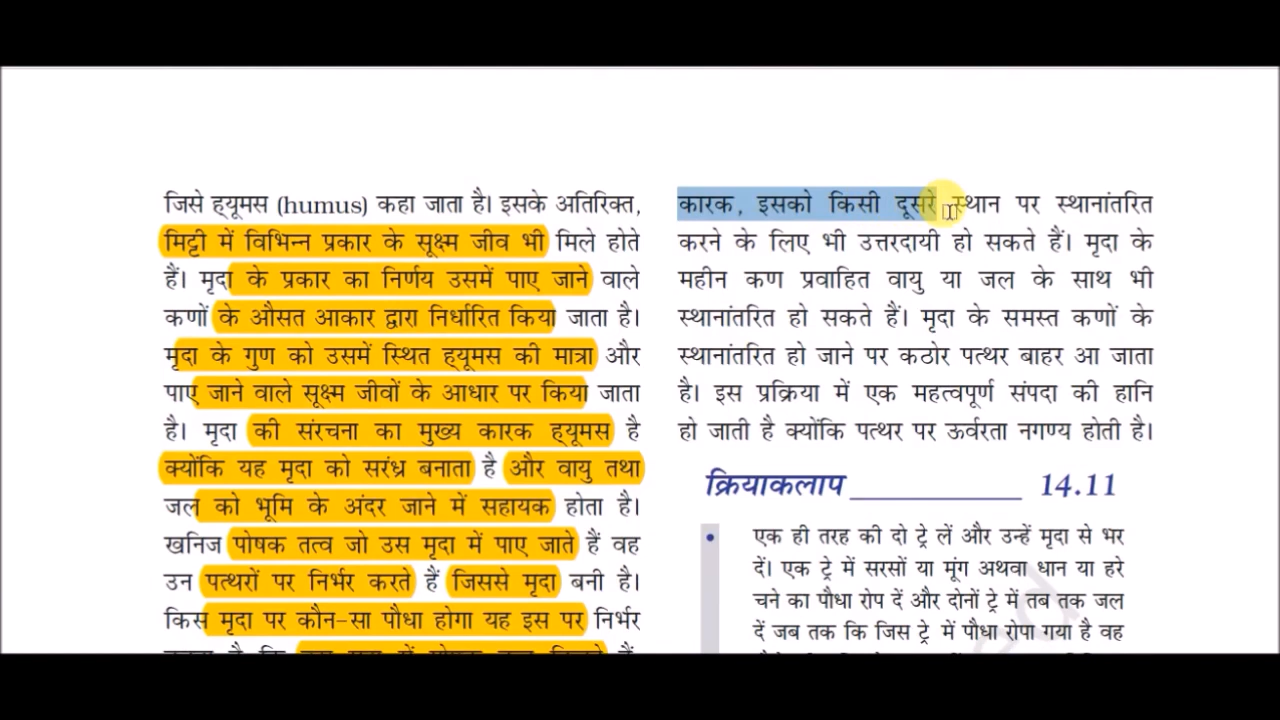 जिसे ह्यूमस (humus) कहा जाता है। इसके अतिरिक्त,
मिट्टी में विभिन्न प्रकार के सूक्ष्म जीव भी मिले होते
हैं। मृदा के प्रकार का निर्णय उसमें पाए जाने वाले
कणों के औसत आकार द्वारा निर्धारित किया जाता है।
मृदा के गुण को उसमें स्थित ह्यूमस की मात्रा और
पाए जाने वाले सूक्ष्म जीवों के आधार पर किया जाता
है। मृदा की संरचना का मुख्य कारक ह्यूमस है
क्योंकि यह मृदा को सरंध्र बनाता है और वायु तथा
जल को भूमि के अंदर जाने में सहायक होता है।
खनिज पोषक तत्व जो उस मृदा में पाए जाते हैं वह
उन पत्थरों पर निर्भर करते हैं जिससे मृदा बनी है।
किस मृदा पर कौन-सा पौधा होगा यह इस पर निर्भर
कारक, इसको किसी दूसरे स्थान पर स्थानांतरित
करने के लिए भी उत्तरदायी हो सकते हैं। मृदा के
महीन कण प्रवाहित वायु या जल के साथ भी
स्थानांतरित हो सकते हैं। मृदा के समस्त कणों के
स्थानांतरित हो जाने पर कठोर पत्थर बाहर आ जाता
है। इस प्रक्रिया में एक महत्वपूर्ण संपदा की हानि
हो जाती है क्योंकि पत्थर पर ऊर्वरता नगण्य होती है।
क्रियाकलाप 14.11
• एक ही तरह की दो ट्रे लें और उन्हें मृदा से भर
दें। एक ट्रे में सरसों या मूंग अथवा धान या हरे
चने का पौधा रोप दें और दोनों ट्रे में तब तक जल
दें जब तक कि जिस ट्रे में पौधा रोपा गया है वह